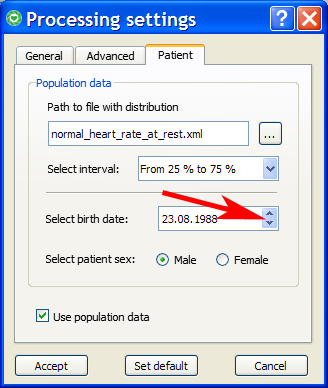 Processing settings
General Advanced Patient
Population data
Path to file with distribution
normal_heart_rate_at_rest.xml ...
Select interval: From 25 % to 75 %
Select birth date: 23.08.1988
Select patient sex: Male Female
Use population data
Accept Set default Cancel